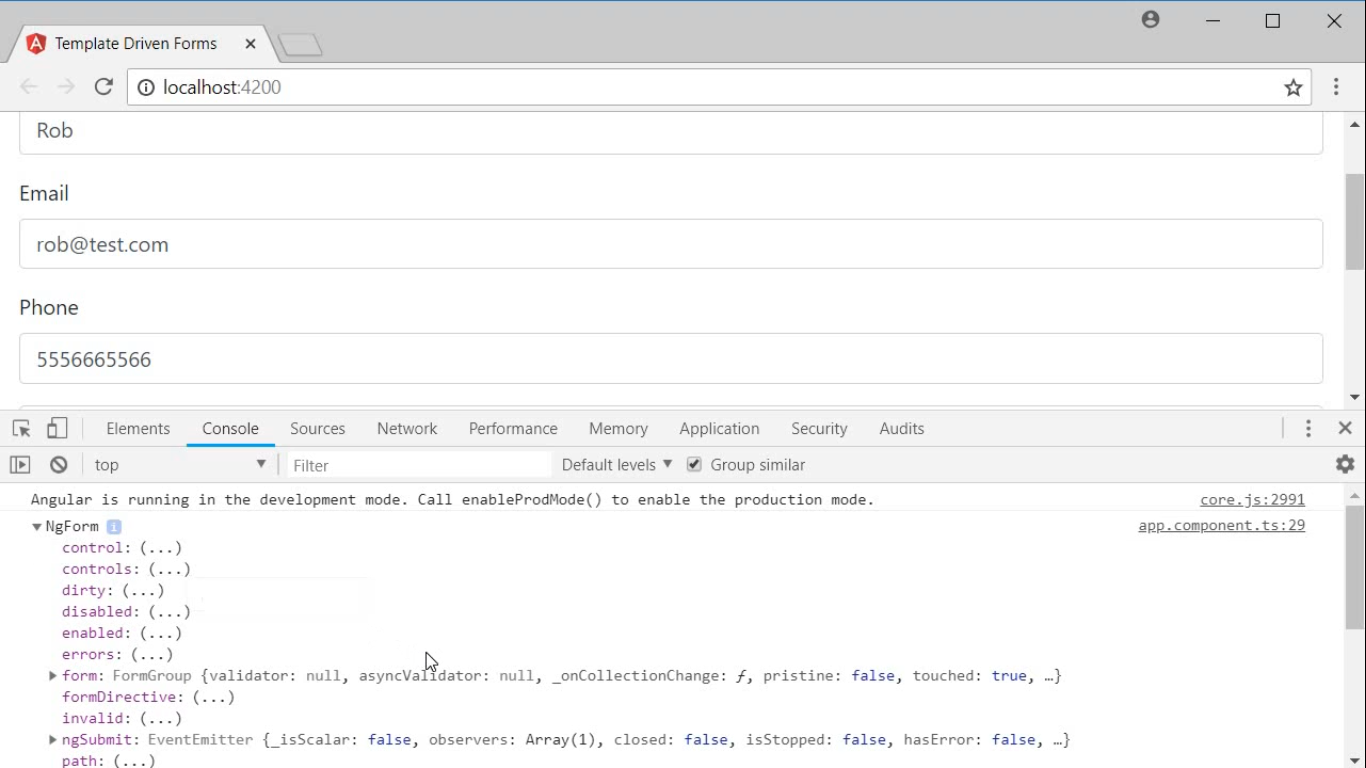 Template Driven Forms
localhost:4200
Rob
Email
rob@test.com
Phone
5556665566
Elements Console Sources Network Performance Memory Application Security Audits
top Filter Default levels Group similar
Angular is running in the development mode. Call enableProdMode() to enable the production mode. core.js:2991
NgForm i app.component.ts:29
control: (...)
controls: (...)
dirty: (...)
disabled: (...)
enabled: (...)
errors: (...)
form: FormGroup {validator: null, asyncValidator: null, _onCollectionChange: ƒ, pristine: false, touched: true, …}
formDirective: (...)
invalid: (...)
ngSubmit: EventEmitter {_isScalar: false, observers: Array(1), closed: false, isStopped: false, hasError: false, …}
path: (...)